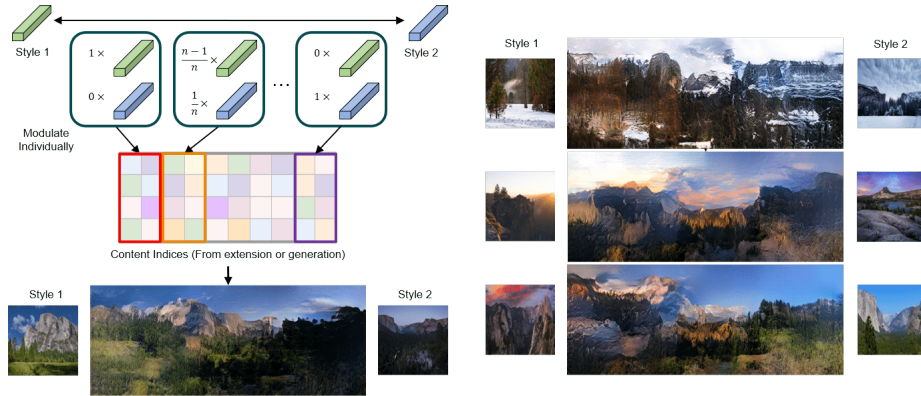 Style 1
Style 2
1 ×
n − 1
n
×
0 ×
0 ×
1
n
×
...
1 ×
Modulate
Individually
Content Indices (From extension or generation)
Style 1
Style 2
Style 1
Style 2